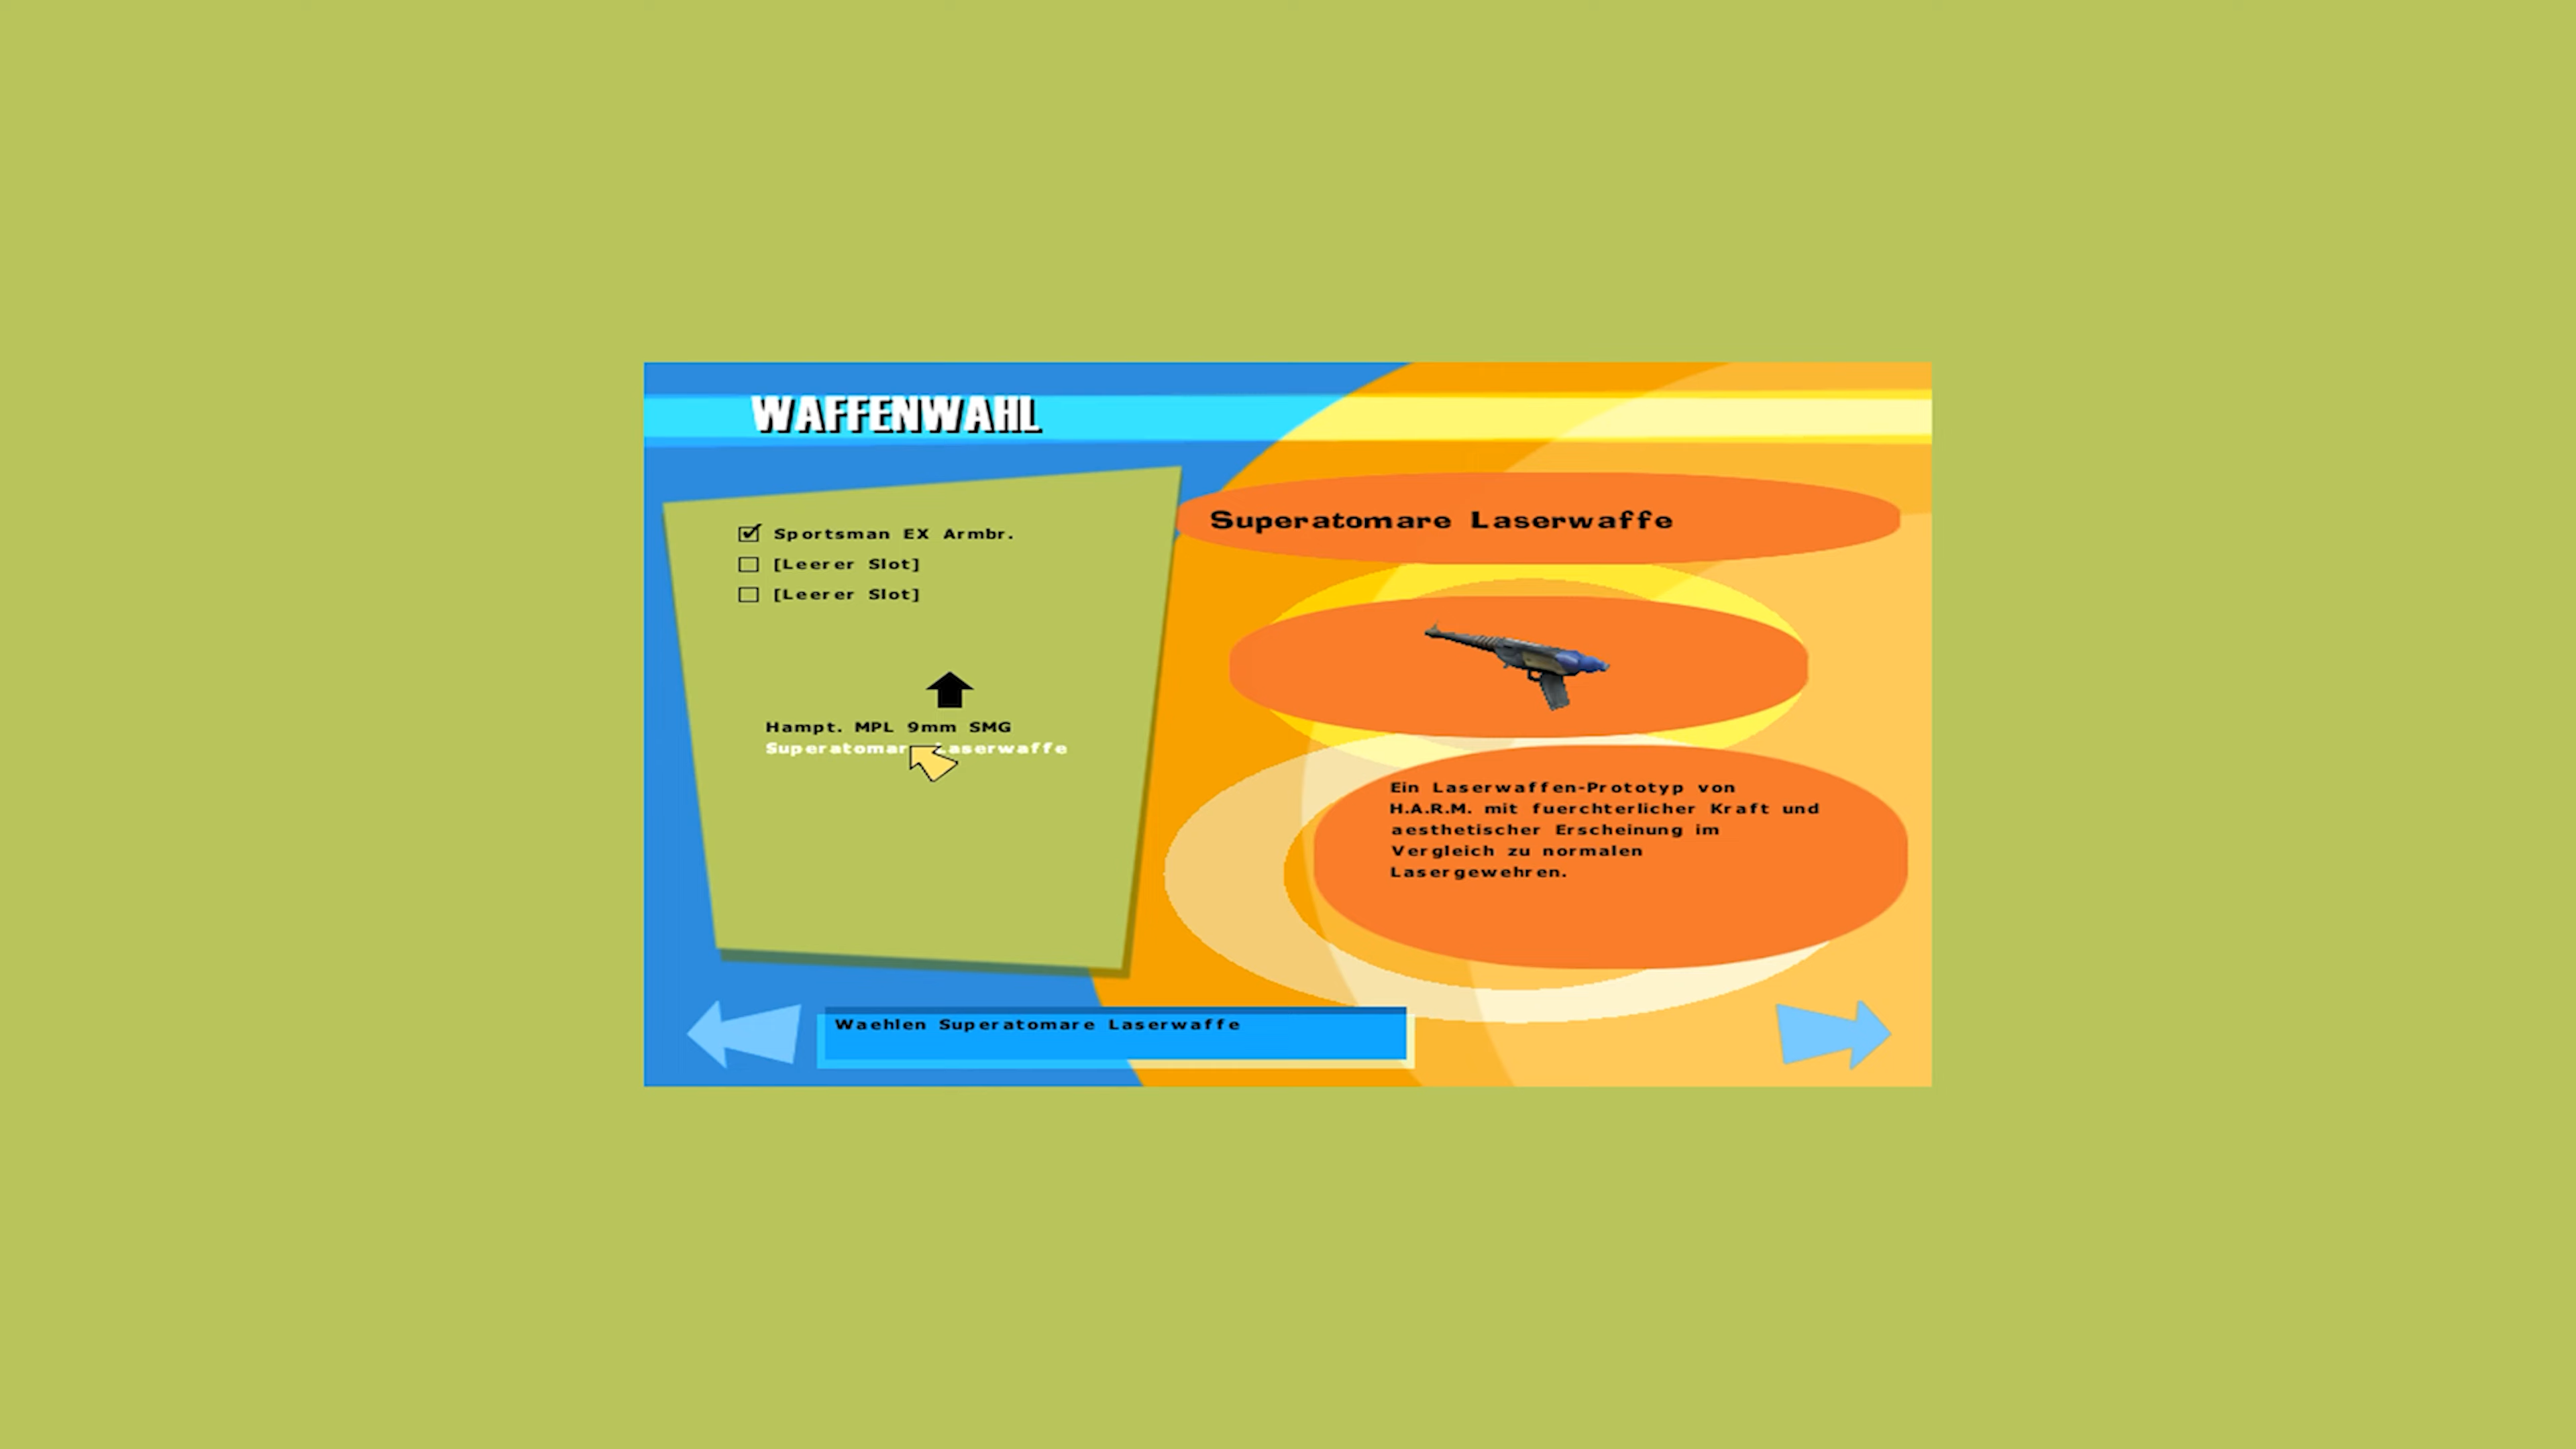 WAFFENWAHL
Sportsman EX Armbr.
[Leerer Slot]
[Leerer Slot]
Hampt. MPL 9mm SMG
Superatomare Laserwaffe
Superatomare Laserwaffe
Ein Laserwaffen-Prototyp von
H.A.R.M. mit fuerchterlicher Kraft und
aesthetischer Erscheinung im
Vergleich zu normalen
Lasergewehren.
Waehlen Superatomare Laserwaffe